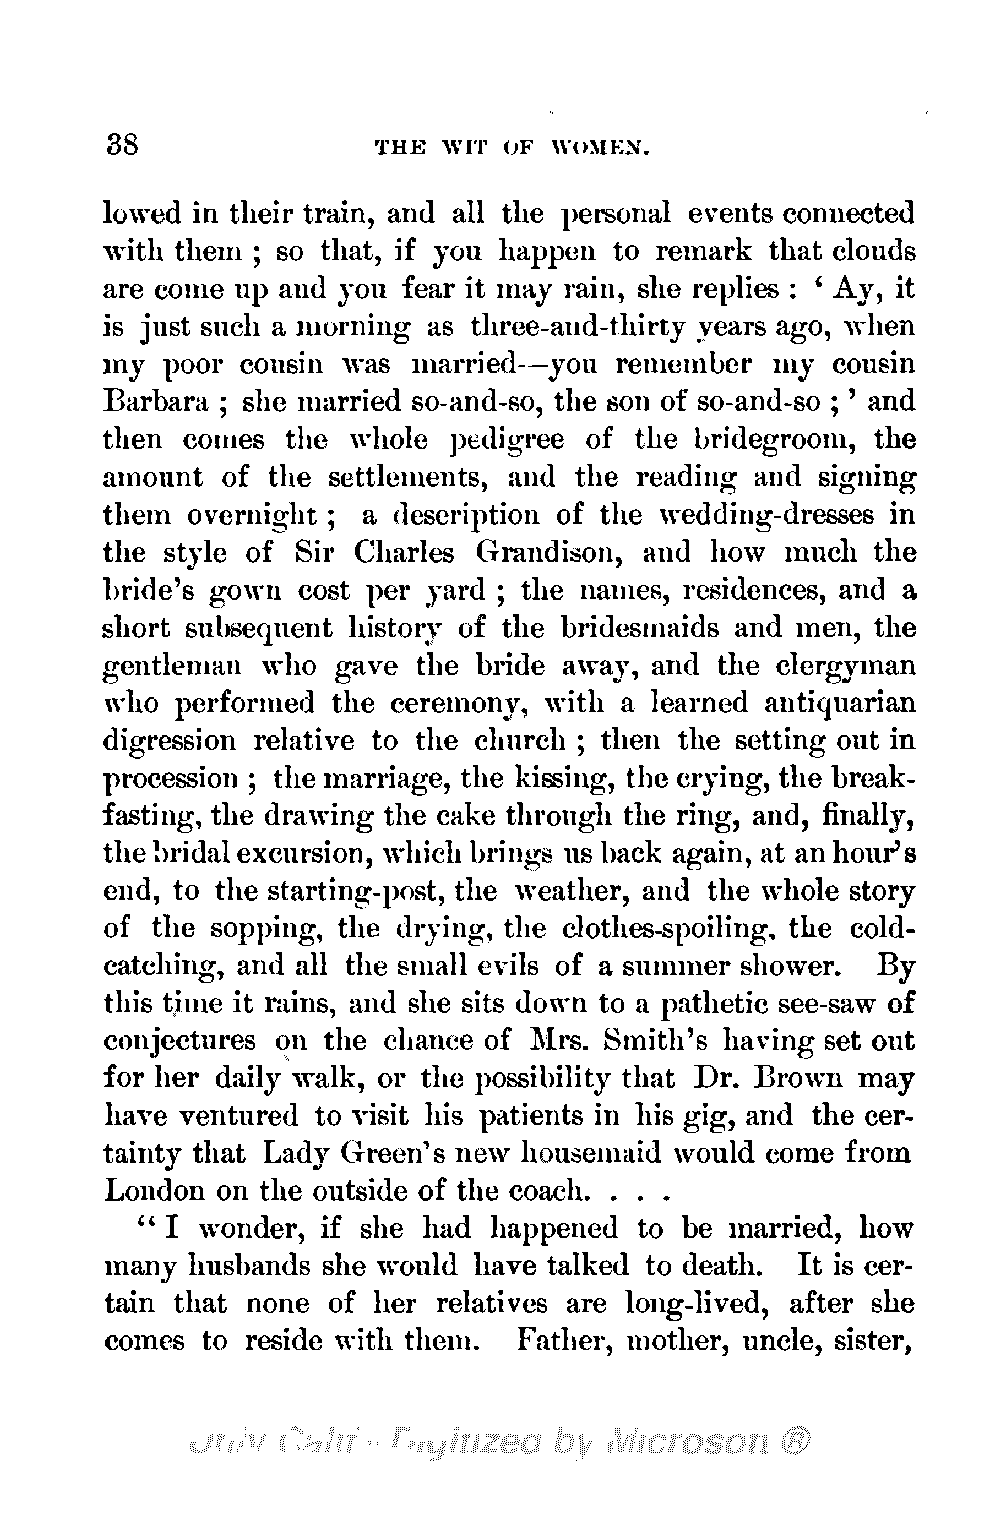 38 THE WIT OF WOMEN.
lowed in their train, and all the personal events connected
with them ; so that, if you happen to remark that clouds
are come up and you fear it may rain, she replies : ‘ Ay, it
is just such a morning as three-and-thirty years ago, when
my poor cousin was married--you remember my cousin
Barbara ; she married so-and-so, the son of so-and-so ; ’ and
then comes the whole pedigree of the bridegroom, the
amount of the settlements, and the reading and signing
them overnight ; a description of the wedding-dresses in
the style of Sir Charles Grandison, and how much the
bride’s gown cost per yard ; the names, residences, and a
short subsequent history of the bridesmaids and men, the
gentleman who gave the bride away, and the clergyman
who performed the ceremony, with a learned antiquarian
digression relative to the church ; then the setting out in
procession ; the marriage, the kissing, the crying, the break-
fasting, the drawing the cake through the ring, and, finally,
the bridal excursion, which brings us back again, at an hour’s
end, to the starting-post, the weather, and the whole story
of the sopping, the drying, the clothes-spoiling, the cold-
catching, and all the small evils of a summer shower. By
this time it rains, and she sits down to a pathetic see-saw of
conjectures on the chance of Mrs. Smith’s having set out
for her daily walk, or the possibility that Dr. Brown may
have ventured to visit his patients in his gig, and the cer-
tainty that Lady Green’s new housemaid would come from
London on the outside of the coach. . . .
“ I wonder, if she had happened to be married, how
many husbands she would have talked to death. It is cer-
tain that none of her relatives are long-lived, after she
comes to reside with them. Father, mother, uncle, sister,
Univ Calif - Digitized by Microsoft ®